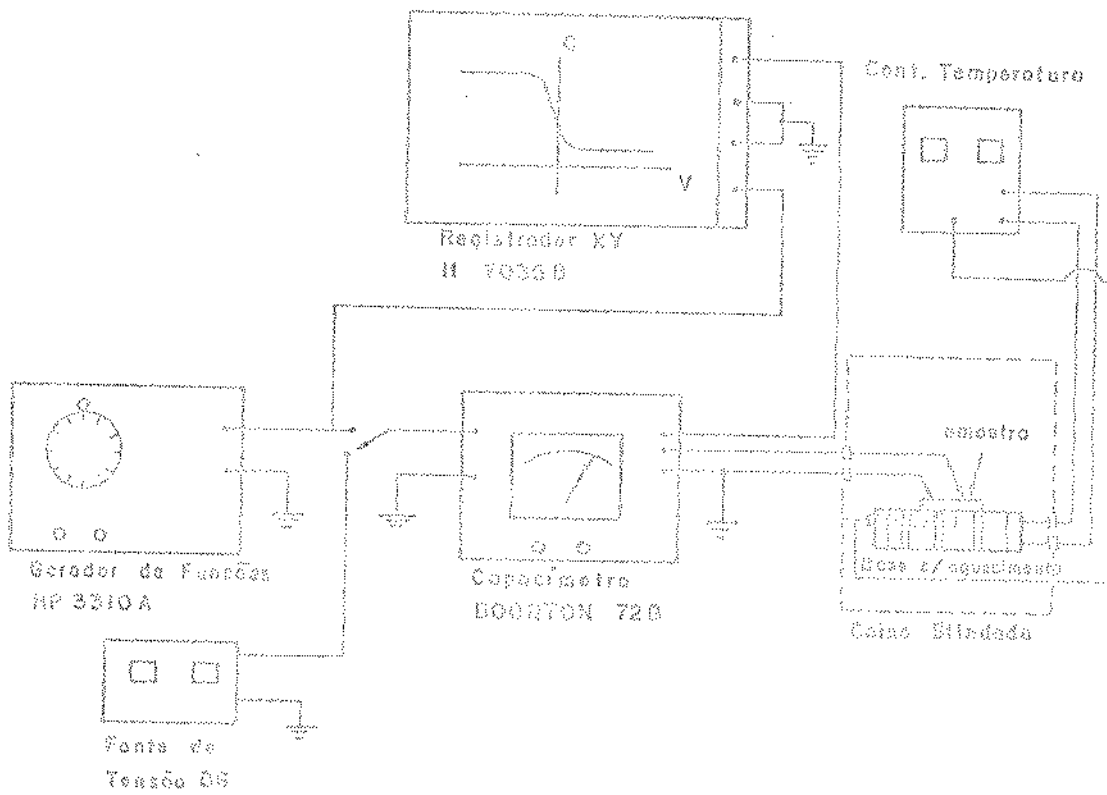 C
Cont. Temperatura
V
Registrador XY
7036B
amostra
Gerador de Funções
HP 3310A
Capacímetro
BOONTON 72B
Base c/ aquecimento
Caixa Blindada
Fonte de
Tensão DC